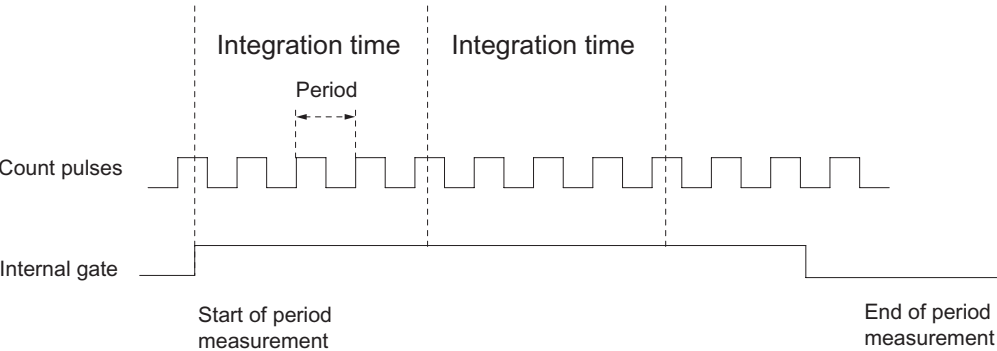 Integration time
Integration time
Period
Count pulses
Internal gate
Start of period
measurement
End of period
measurement